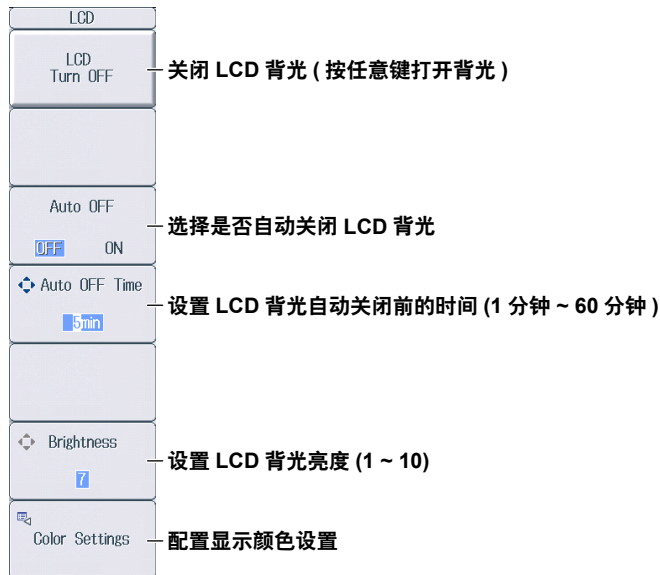 LCD
LCD
Turn OFF
关闭 LCD 背光 ( 按任意键打开背光 )
Auto OFF
OFF ON
选择是否自动关闭 LCD 背光
Auto OFF Time
5min
设置 LCD 背光自动关闭前的时间 (1 分钟 ~ 60 分钟 )
Brightness
7
设置 LCD 背光亮度 (1 ~ 10)
Color Settings
配置显示颜色设置